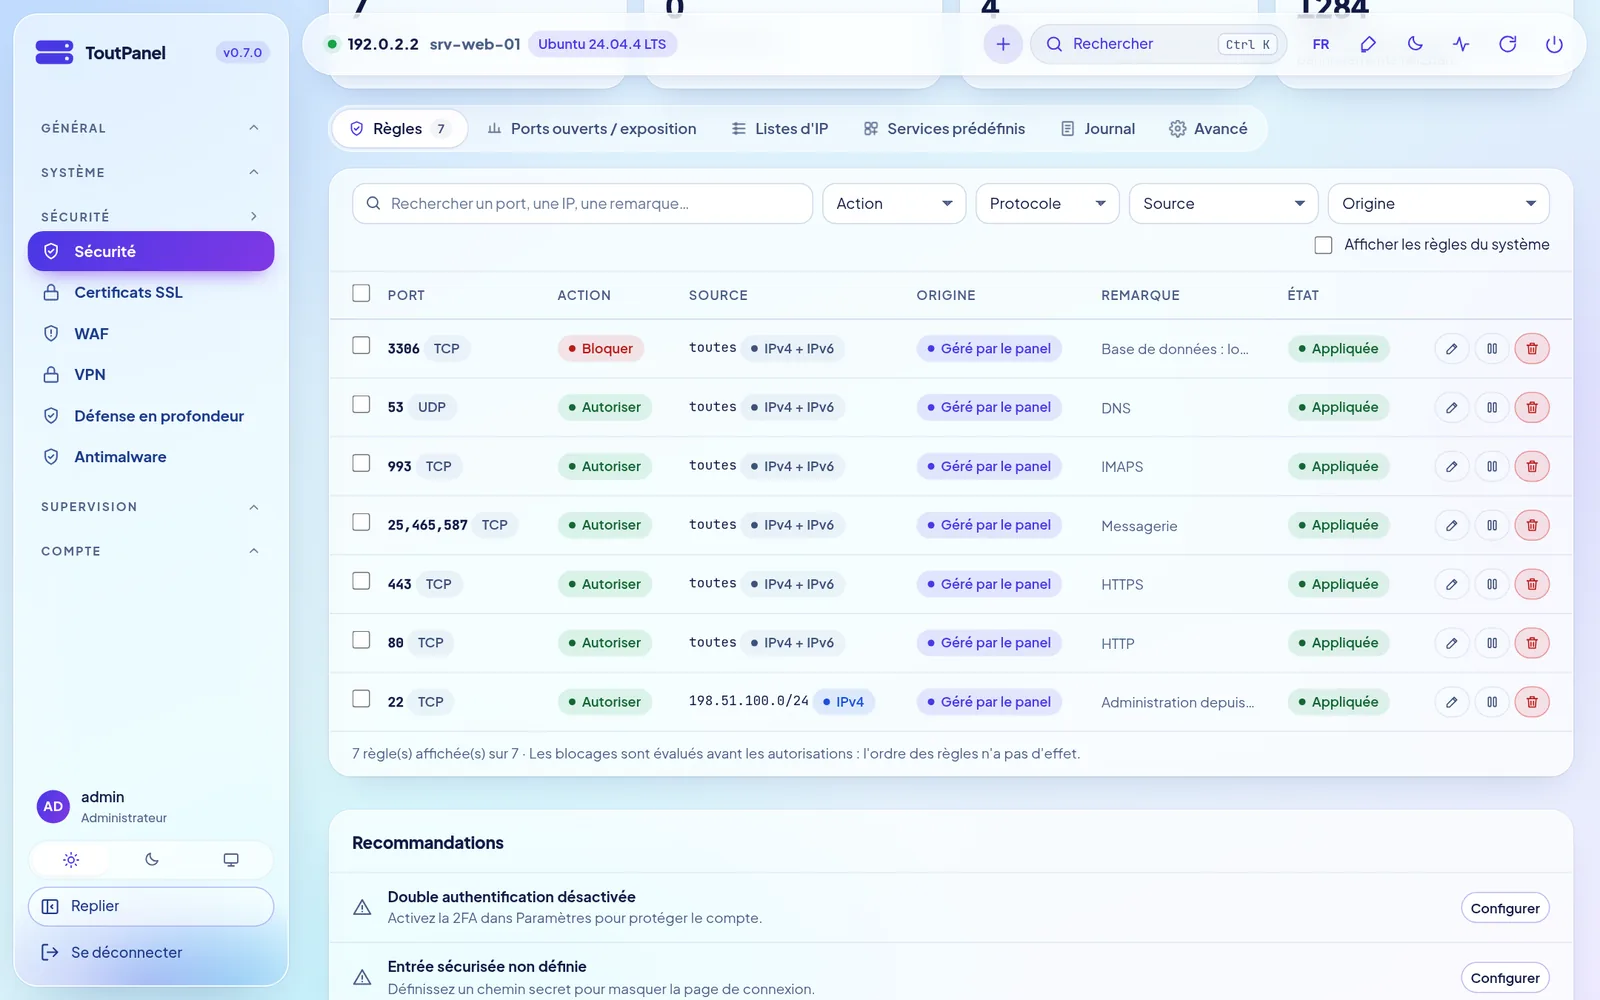 7
0
4
1284
ToutPanel v0.7.0
192.0.2.2 srv-web-01 Ubuntu 24.04.4 LTS
+ Rechercher Ctrl K FR
Règles 7 Ports ouverts / exposition Listes d'IP Services prédéfinis Journal Avancé
GÉNÉRAL
SYSTÈME
SÉCURITÉ
Sécurité
Certificats SSL
WAF
VPN
Défense en profondeur
Antimalware
SUPERVISION
COMPTE
AD admin
Administrateur
Replier
Se déconnecter
Rechercher un port, une IP, une remarque... Action Protocole Source Origine
Afficher les règles du système
PORT ACTION SOURCE ORIGINE REMARQUE ÉTAT
3306 TCP Bloquer toutes IPv4 + IPv6 Géré par le panel Base de données : lo... Appliquée
53 UDP Autoriser toutes IPv4 + IPv6 Géré par le panel DNS Appliquée
993 TCP Autoriser toutes IPv4 + IPv6 Géré par le panel IMAPS Appliquée
25,465,587 TCP Autoriser toutes IPv4 + IPv6 Géré par le panel Messagerie Appliquée
443 TCP Autoriser toutes IPv4 + IPv6 Géré par le panel HTTPS Appliquée
80 TCP Autoriser toutes IPv4 + IPv6 Géré par le panel HTTP Appliquée
22 TCP Autoriser 198.51.100.0/24 IPv4 Géré par le panel Administration depuis... Appliquée
7 règle(s) affichée(s) sur 7 · Les blocages sont évalués avant les autorisations : l'ordre des règles n'a pas d'effet.
Recommandations
Double authentification désactivée
Activez la 2FA dans Paramètres pour protéger le compte.
Configurer
Entrée sécurisée non définie
Définissez un chemin secret pour masquer la page de connexion.
Configurer